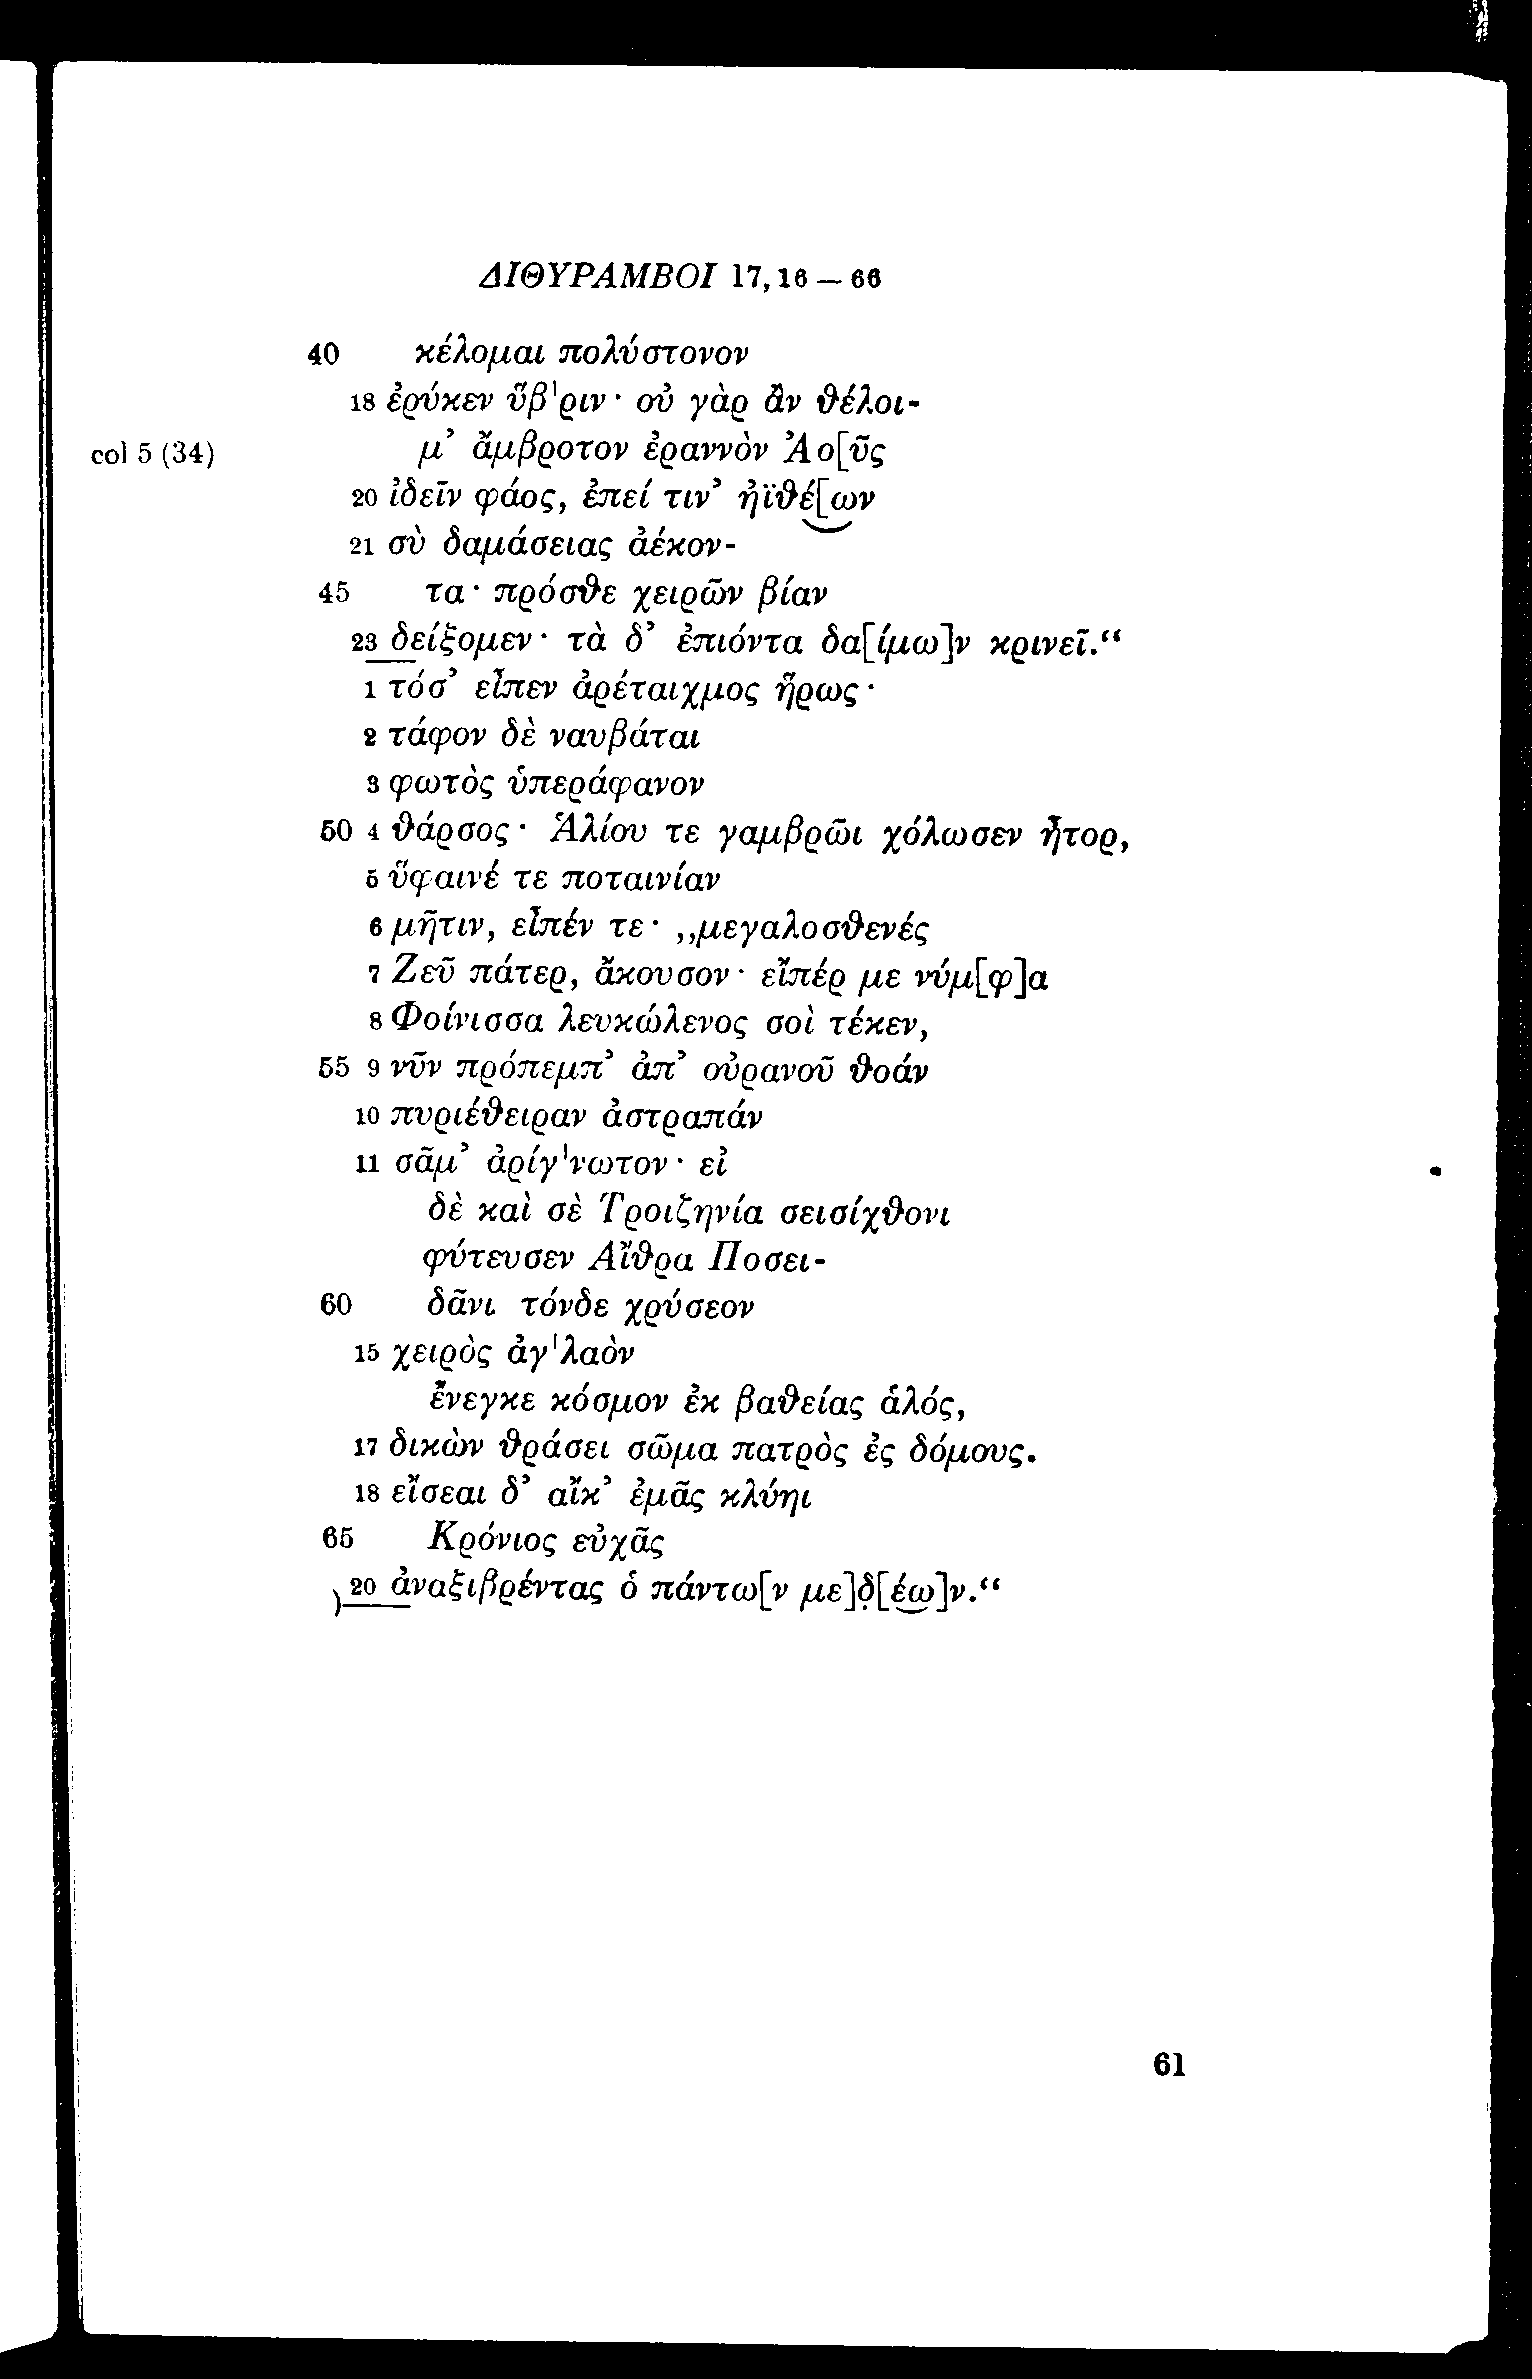 ΔΙΘΥΡΑΜΒΟΙ 17,16 — 66
40 κέλομαι πολύστονον
18 ἐρύκεν ὕβ'ριν· οὐ γὰρ ἂν θέλοι-
col 5 (34) μ’ ἄμβροτον ἐραννὸν Ἀο[ῦς
20 ἰδεῖν φάος, ἐπεί τιν’ ἠϊθέ[ων
21 σὺ δαμάσειας ἀέκον-
45 τα· πρόσθε χειρῶν βίαν
23 δείξομεν· τὰ δ’ ἐπιόντα δα[ίμω]ν κρινεῖ.“
1 τόσ’ εἶπεν ἀρέταιχμος ἥρως·
2 τάφον δὲ ναυβάται
3 φωτὸς ὑπεράφανον
50 4 θάρσος· Ἁλίου τε γαμβρῶι χόλωσεν ἦτορ,
5 ὕφαινέ τε ποταινίαν
6 μῆτιν, εἶπέν τε· „μεγαλοσθενές
7 Ζεῦ πάτερ, ἄκουσον· εἴπέρ με νύμ[φ]α
8 Φοίνισσα λευκώλενος σοὶ τέκεν,
55 9 νῦν πρόπεμπ’ ἀπ’ οὐρανοῦ θοάν
10 πυριέθειραν ἀστραπάν
11 σᾶμ’ ἀρίγ'νωτον· εἰ
δὲ καὶ σὲ Τροιζηνία σεισίχθονι
φύτευσεν Αἴθρα Ποσει-
60 δᾶνι τόνδε χρύσεον
15 χειρὸς ἀγ'λαὸν
ἔνεγκε κόσμον ἐκ βαθείας ἁλός,
17 δικὼν θράσει σῶμα πατρὸς ἐς δόμους.
18 εἴσεαι δ’ αἴκ’ ἐμᾶς κλύηι
65 Κρόνιος εὐχᾶς
)20 ἀναξιβρέντας ὁ πάντω[ν με]δ̣[έω]ν.“
61